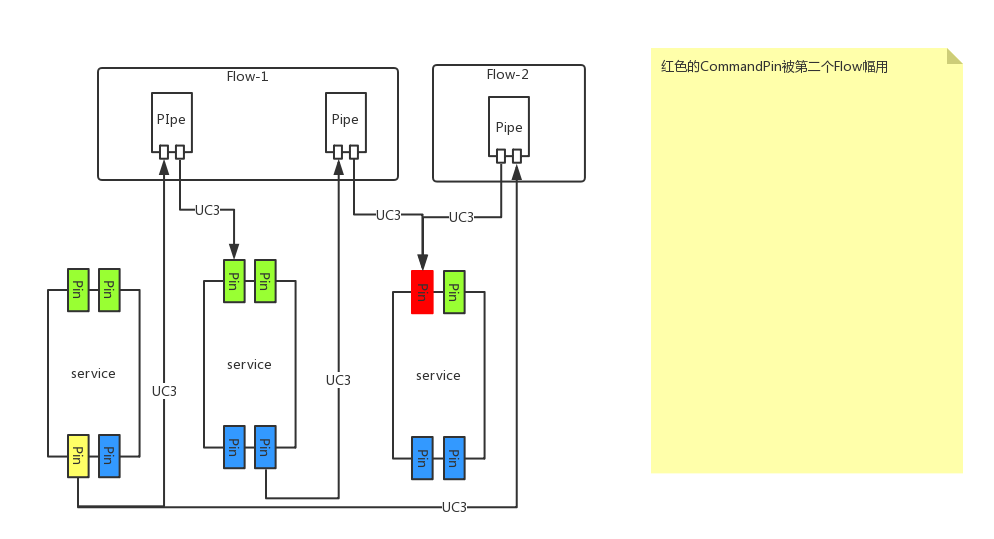 Flow-1
Flow-2
红色的CommandPin被第二个Flow幅用
PIpe
Pipe
Pipe
UC3
UC3
UC3
Pin
Pin
Pin
Pin
Pin
Pin
service
service
service
UC3
UC3
Pin
Pin
Pin
Pin
Pin
Pin
UC3